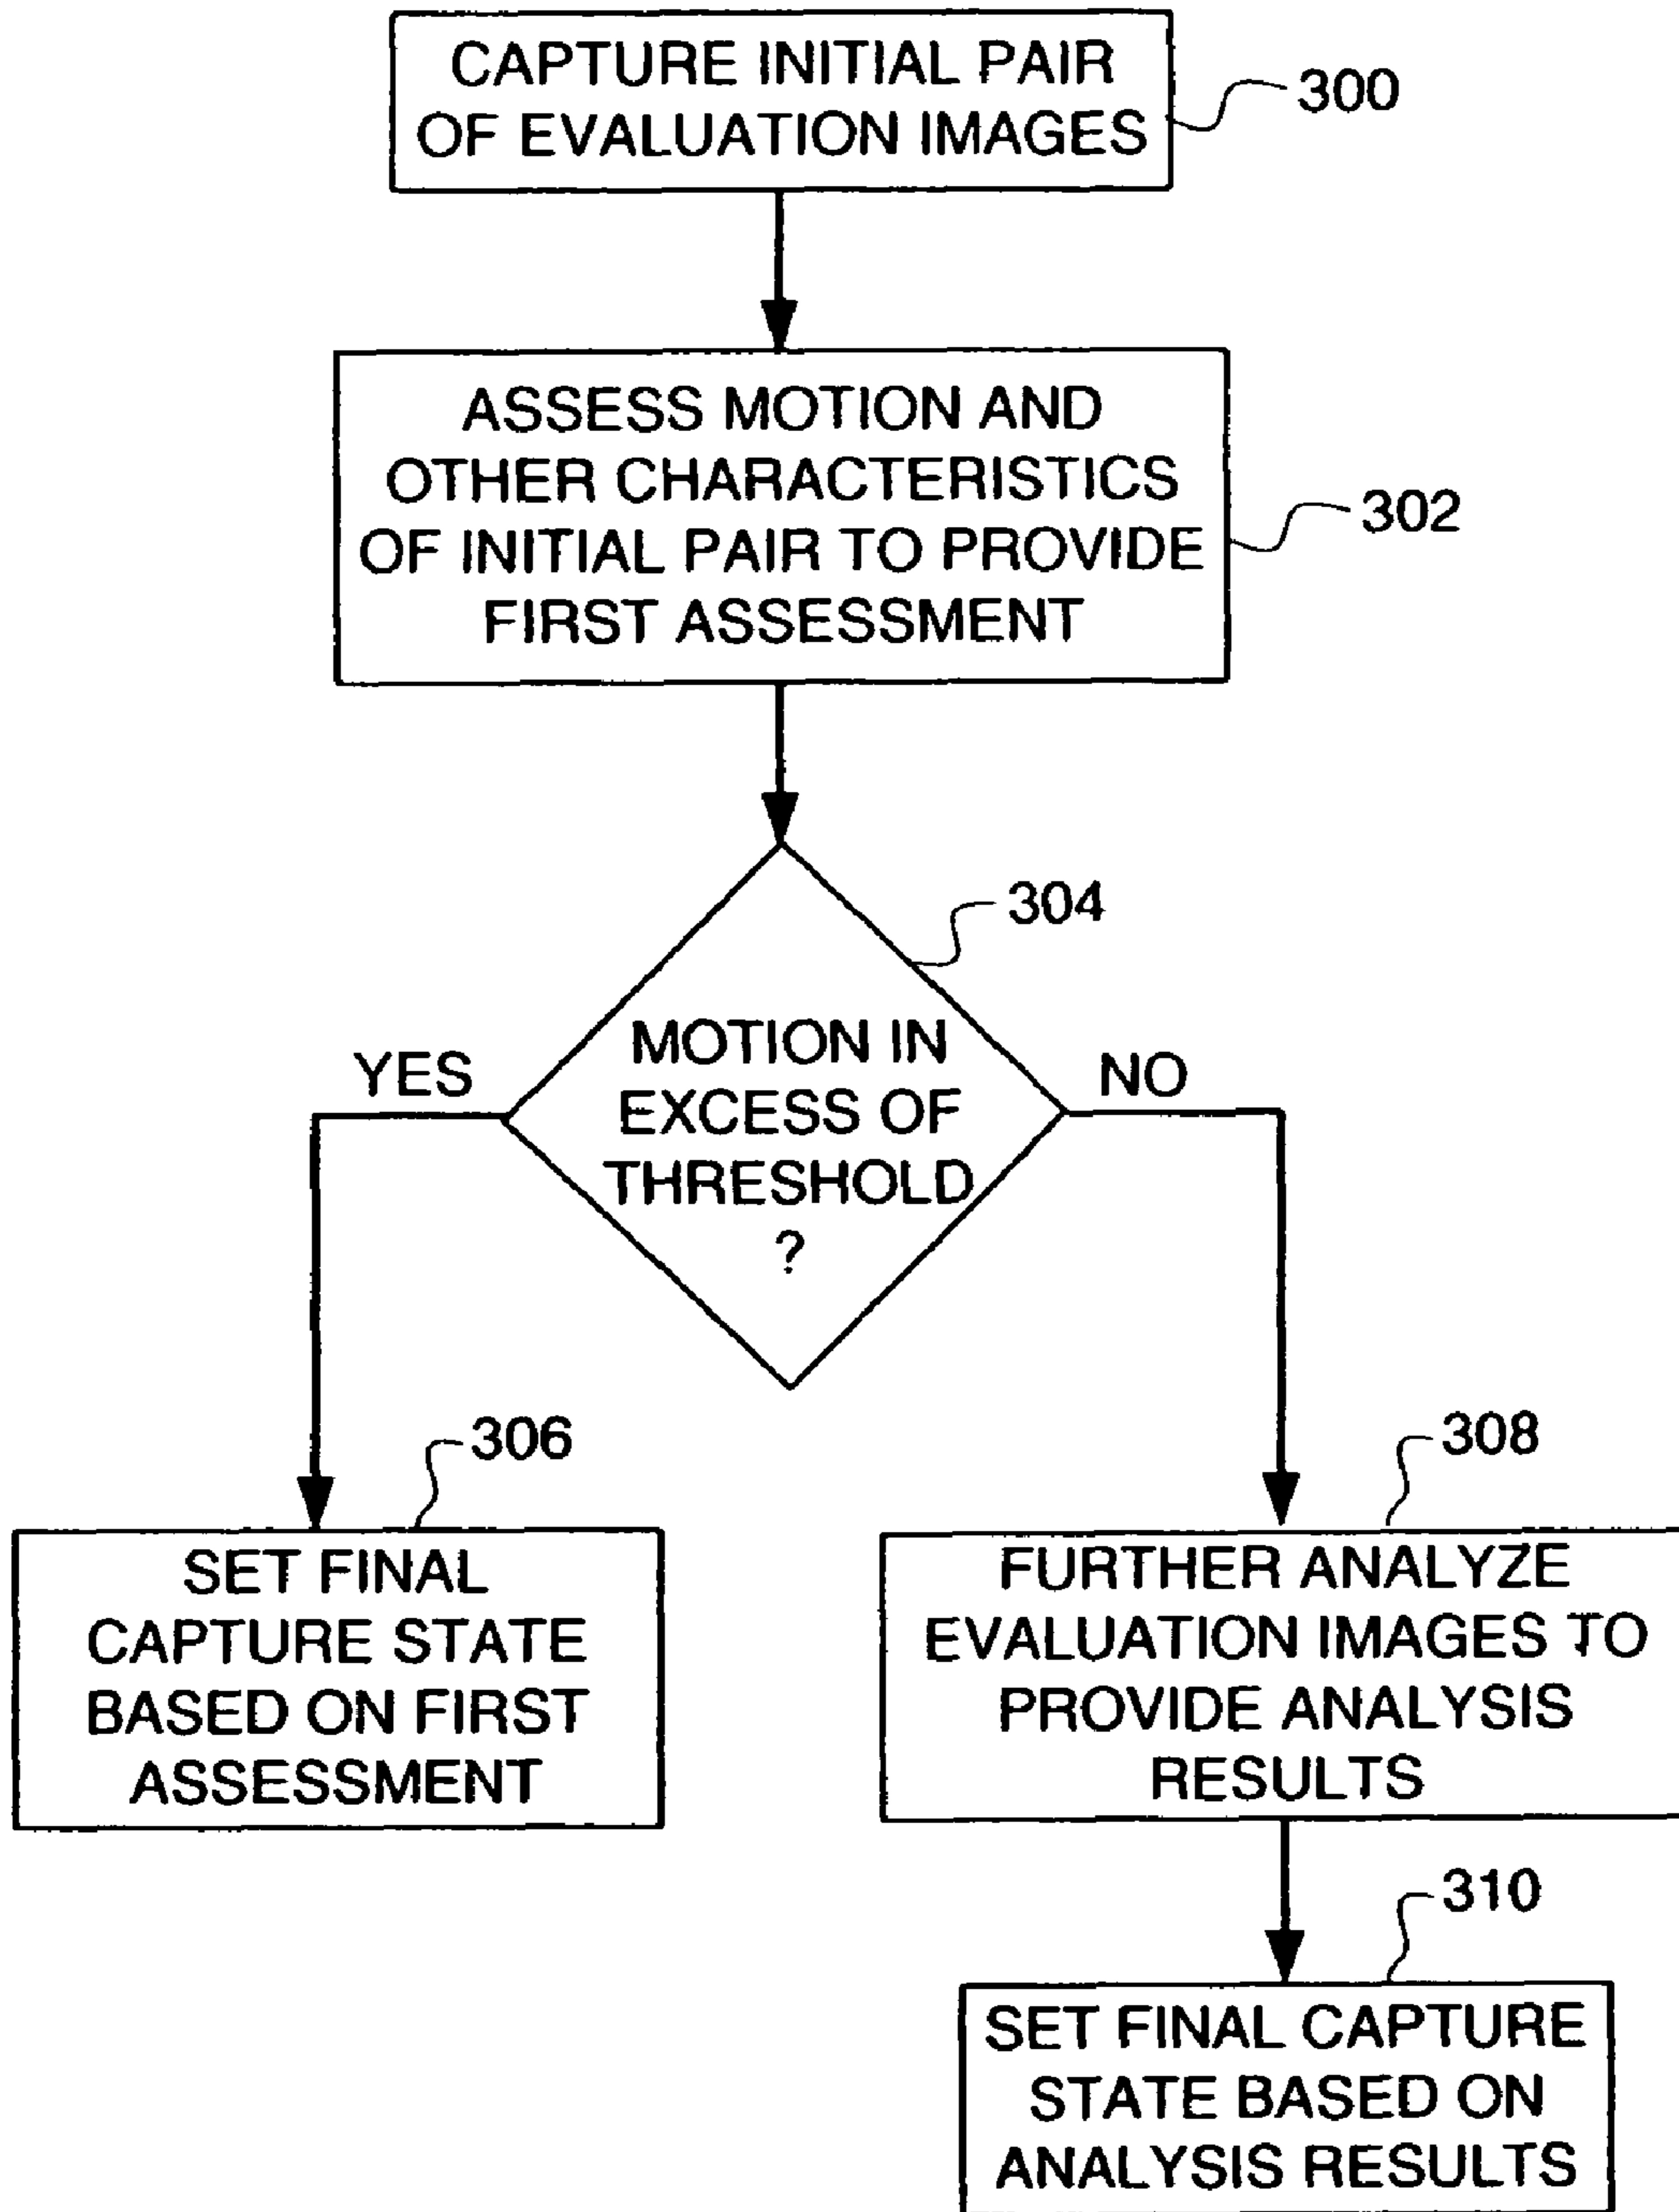 CAPTURE INITIAL PAIR
OF EVALUATION IMAGES
300
ASSESS MOTION AND
OTHER CHARACTERISTICS
OF INITIAL PAIR TO PROVIDE
FIRST ASSESSMENT
302
304
MOTION IN
EXCESS OF
THRESHOLD
?
YES
NO
306
SET FINAL
CAPTURE STATE
BASED ON FIRST
ASSESSMENT
308
FURTHER ANALYZE
EVALUATION IMAGES TO
PROVIDE ANALYSIS
RESULTS
310
SET FINAL CAPTURE
STATE BASED ON
ANALYSIS RESULTS